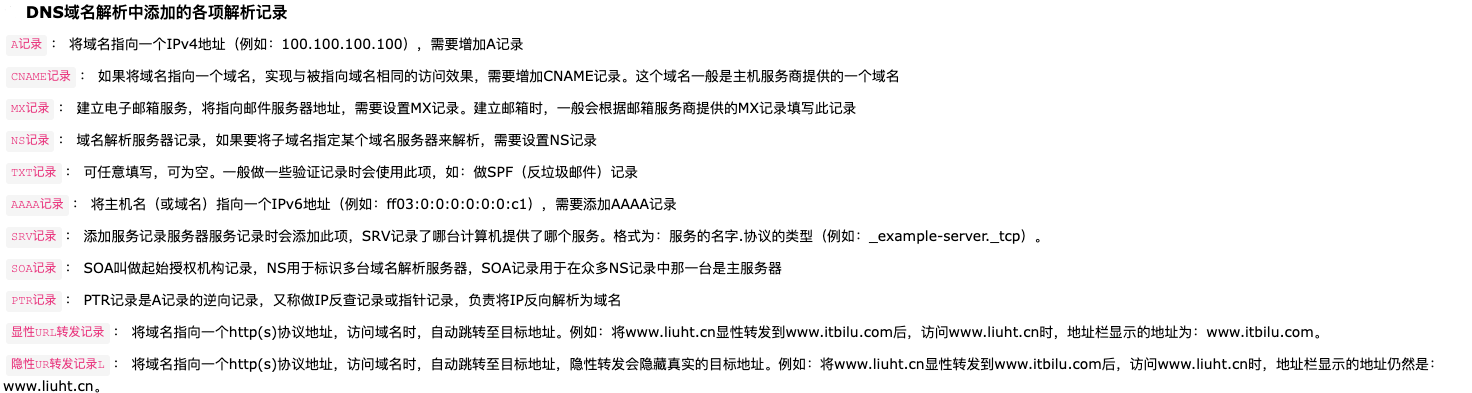 DNS域名解析中添加的各项解析记录
A记录 ： 将域名指向一个IPv4地址（例如：100.100.100.100），需要增加A记录
CNAME记录 ： 如果将域名指向一个域名，实现与被指向域名相同的访问效果，需要增加CNAME记录。这个域名一般是主机服务商提供的一个域名
MX记录 ： 建立电子邮箱服务，将指向邮件服务器地址，需要设置MX记录。建立邮箱时，一般会根据邮箱服务商提供的MX记录填写此记录
NS记录 ： 域名解析服务器记录，如果要将子域名指定某个域名服务器来解析，需要设置NS记录
TXT记录 ： 可任意填写，可为空。一般做一些验证记录时会使用此项，如：做SPF（反垃圾邮件）记录
AAAA记录 ： 将主机名（或域名）指向一个IPv6地址（例如：ff03:0:0:0:0:0:0:c1），需要添加AAAA记录
SRV记录 ： 添加服务记录服务器服务记录时会添加此项，SRV记录了哪台计算机提供了哪个服务。格式为：服务的名字.协议的类型（例如：_example-server._tcp）。
SOA记录 ： SOA叫做起始授权机构记录，NS用于标识多台域名解析服务器，SOA记录用于在众多NS记录中那一台是主服务器
PTR记录 ： PTR记录是A记录的逆向记录，又称做IP反查记录或指针记录，负责将IP反向解析为域名
显性URL转发记录 ： 将域名指向一个http(s)协议地址，访问域名时，自动跳转至目标地址。例如：将www.liuht.cn显性转发到www.itbilu.com后，访问www.liuht.cn时，地址栏显示的地址为：www.itbilu.com。
隐性UR转发记录L ： 将域名指向一个http(s)协议地址，访问域名时，自动跳转至目标地址，隐性转发会隐藏真实的目标地址。例如：将www.liuht.cn显性转发到www.itbilu.com后，访问www.liuht.cn时，地址栏显示的地址仍然是：
www.liuht.cn。